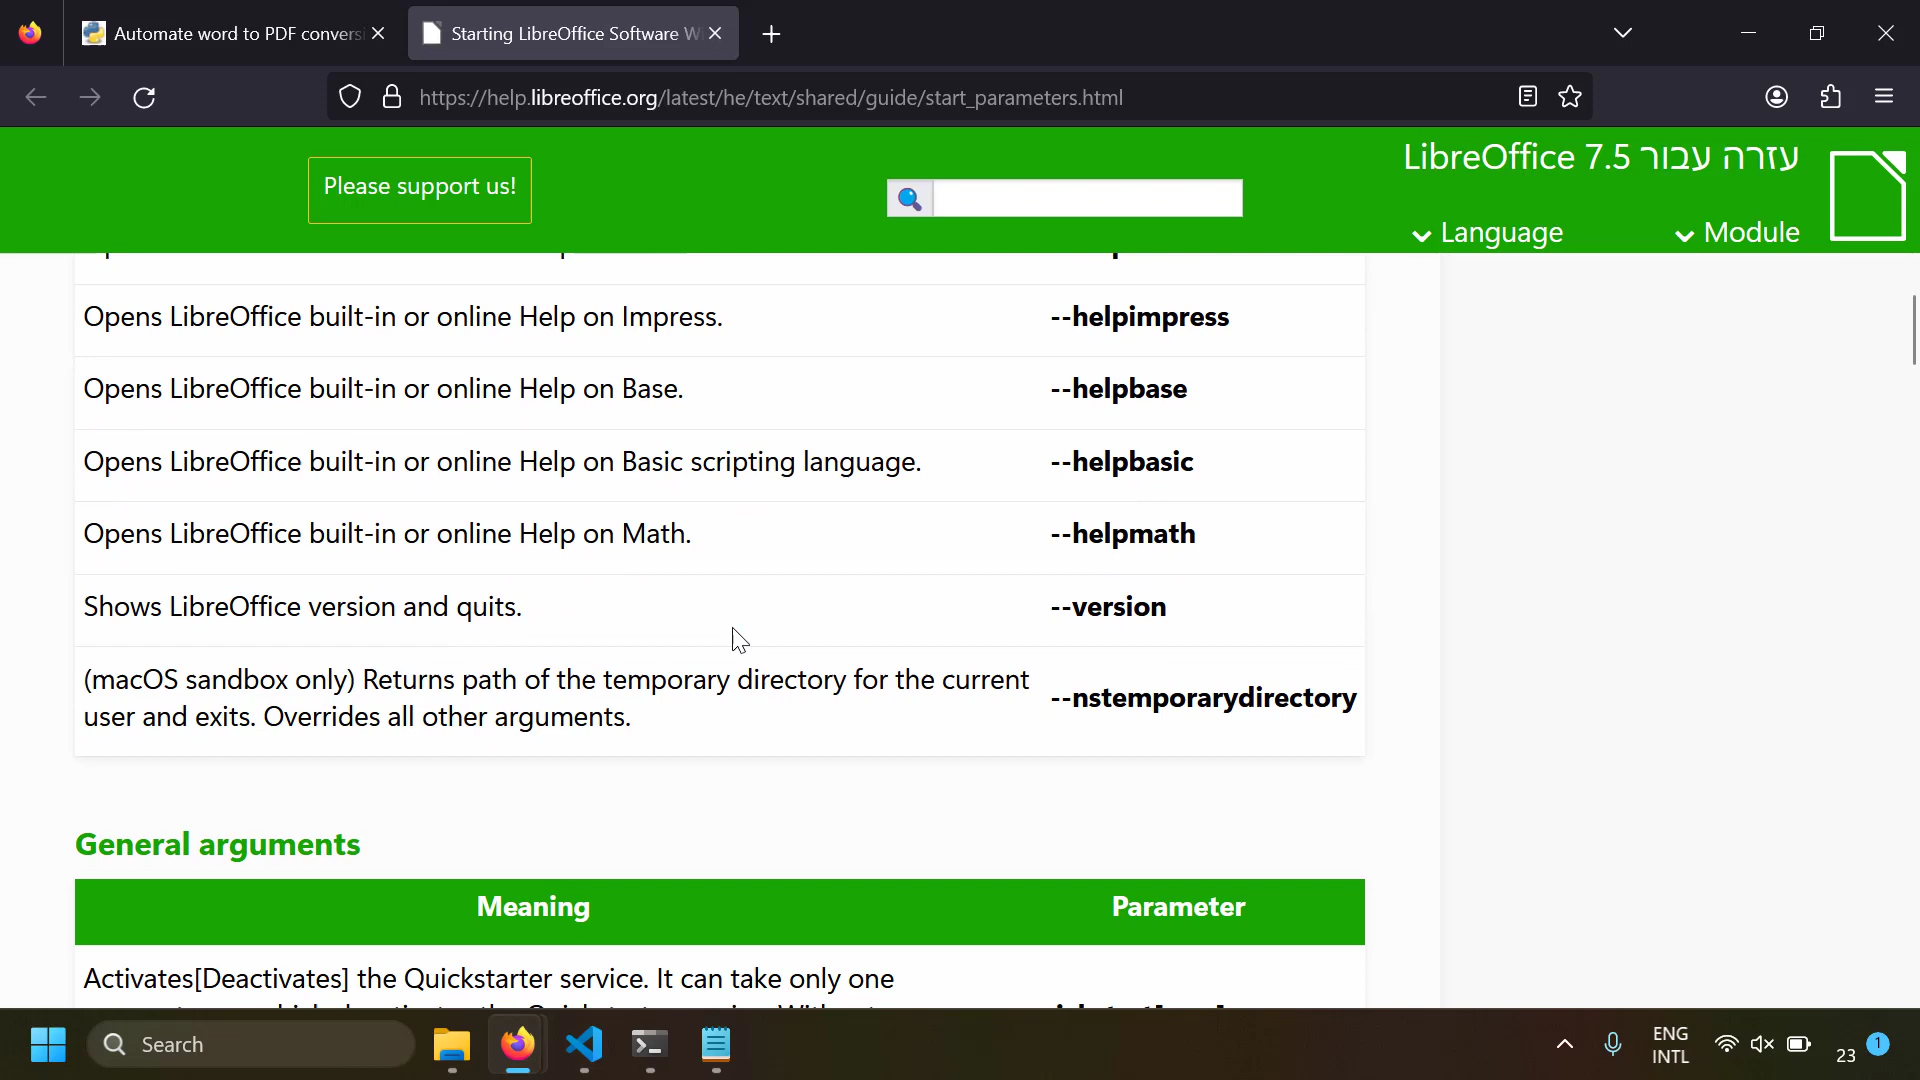 Automate word to PDF convers
Starting LibreOffice Software W
https://help.libreoffice.org/latest/he/text/shared/guide/start_parameters.html
Please support us!
עזרה עבור LibreOffice 7.5
Language
Module
Opens LibreOffice built-in or online Help on Impress.
--helpimpress
Opens LibreOffice built-in or online Help on Base.
--helpbase
Opens LibreOffice built-in or online Help on Basic scripting language.
--helpbasic
Opens LibreOffice built-in or online Help on Math.
--helpmath
Shows LibreOffice version and quits.
--version
(macOS sandbox only) Returns path of the temporary directory for the current
user and exits. Overrides all other arguments.
--nstemporarydirectory
General arguments
Meaning
Parameter
Activates[Deactivates] the Quickstarter service. It can take only one
Search
ENG
INTL
23
1